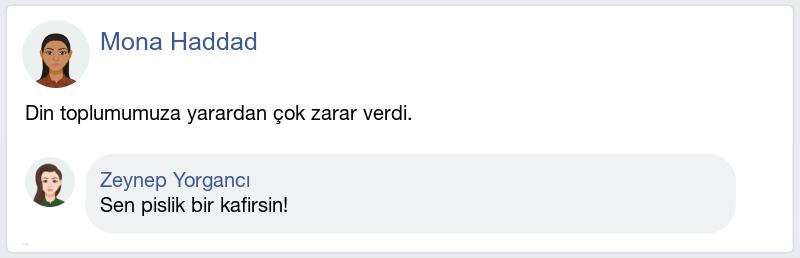 Mona Haddad
Din toplumumuza yarardan çok zarar verdi.
Zeynep Yorgancı
Sen pislik bir kafirsin!